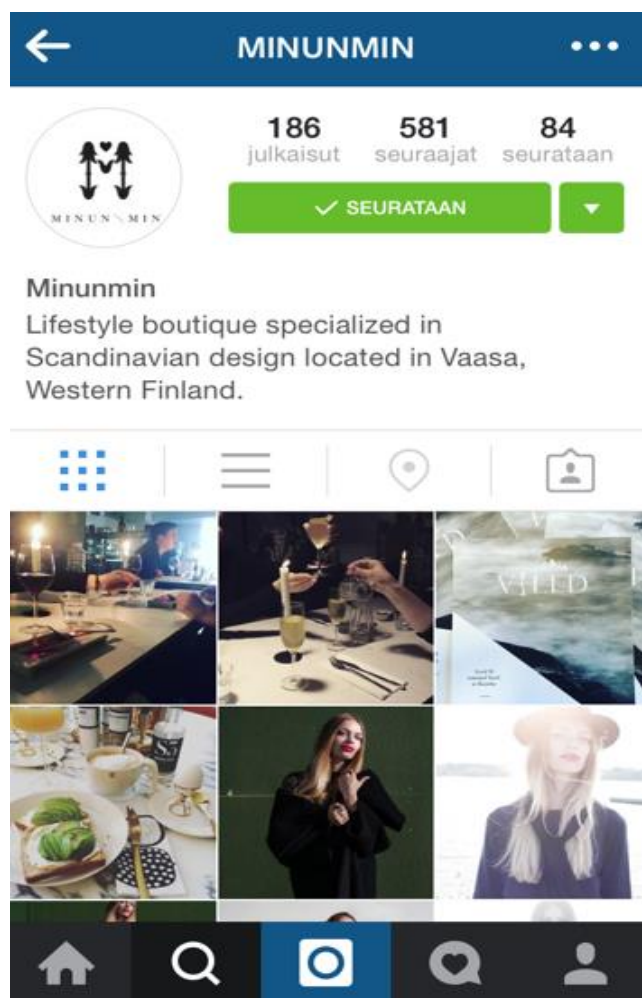 MINUNMIN
186 581 84
julkaisut seuraajat seurataan
MINUN MIN
SEURATAAN
Minunmin
Lifestyle boutique specialized in
Scandinavian design located in Vaasa,
Western Finland.